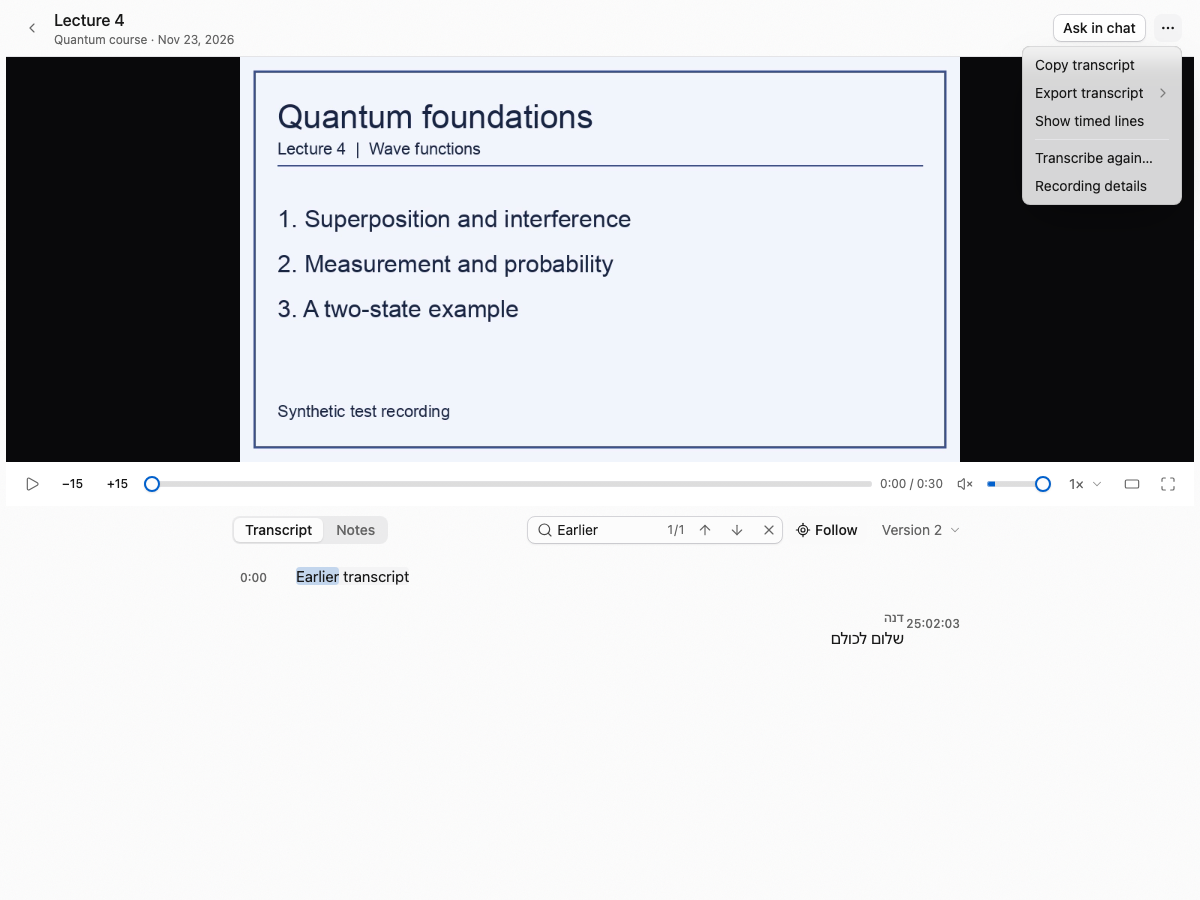 Lecture 4
Quantum course · Nov 23, 2026
Ask in chat
Copy transcript
Export transcript
Show timed lines
Transcribe again...
Recording details
Quantum foundations
Lecture 4 | Wave functions
1. Superposition and interference
2. Measurement and probability
3. A two-state example
Synthetic test recording
−15 +15 0:00 / 0:30 1x
Transcript Notes Earlier 1/1 Follow Version 2
0:00 Earlier transcript
25:02:03 דנה
שלום לכולם